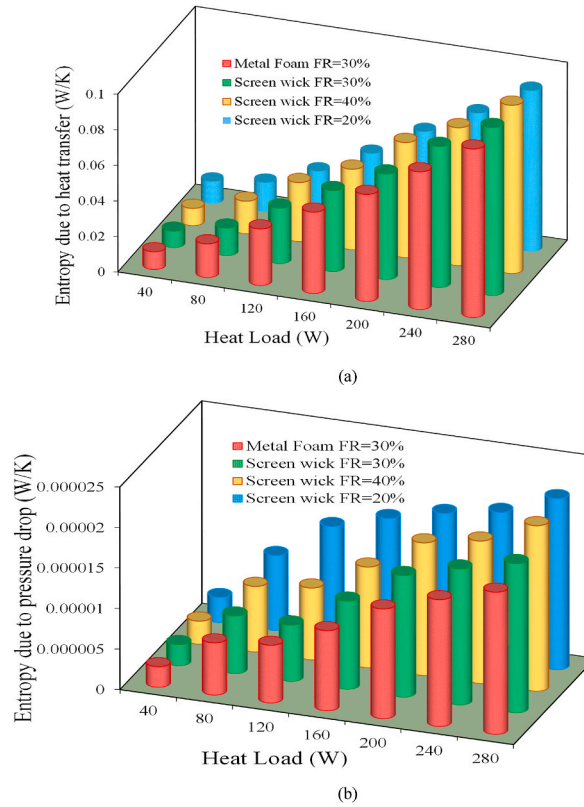 Metal Foam FR=30%
Screen wick FR=30%
Screen wick FR=40%
Screen wick FR=20%
Entropy due to heat transfer (W/K)
0.1
0.08
0.06
0.04
0.02
0
40
80
120
160
200
240
280
Heat Load (W)
(a)
Metal Foam FR=30%
Screen wick FR=30%
Screen wick FR=40%
Screen wick FR=20%
Entropy due to pressure drop (W/K)
0.000025
0.00002
0.000015
0.00001
0.000005
0
40
80
120
160
200
240
280
Heat Load (W)
(b)